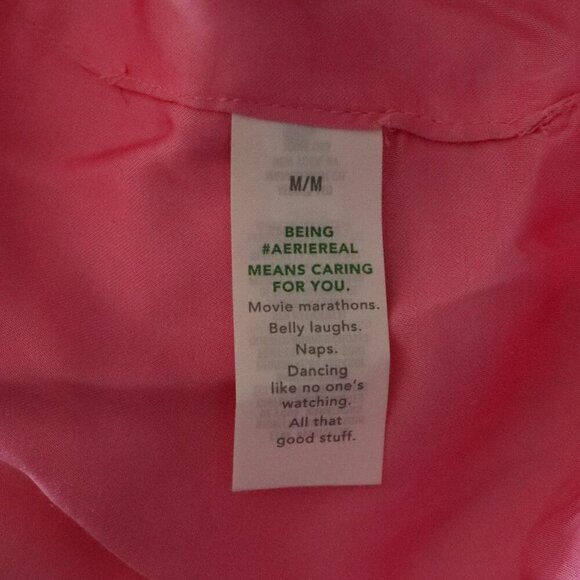 M/M
BEING
#AERIEREAL
MEANS CARING
FOR YOU.
Movie marathons.
Belly laughs.
Naps.
Dancing
like no one's
watching.
All that
good stuff.